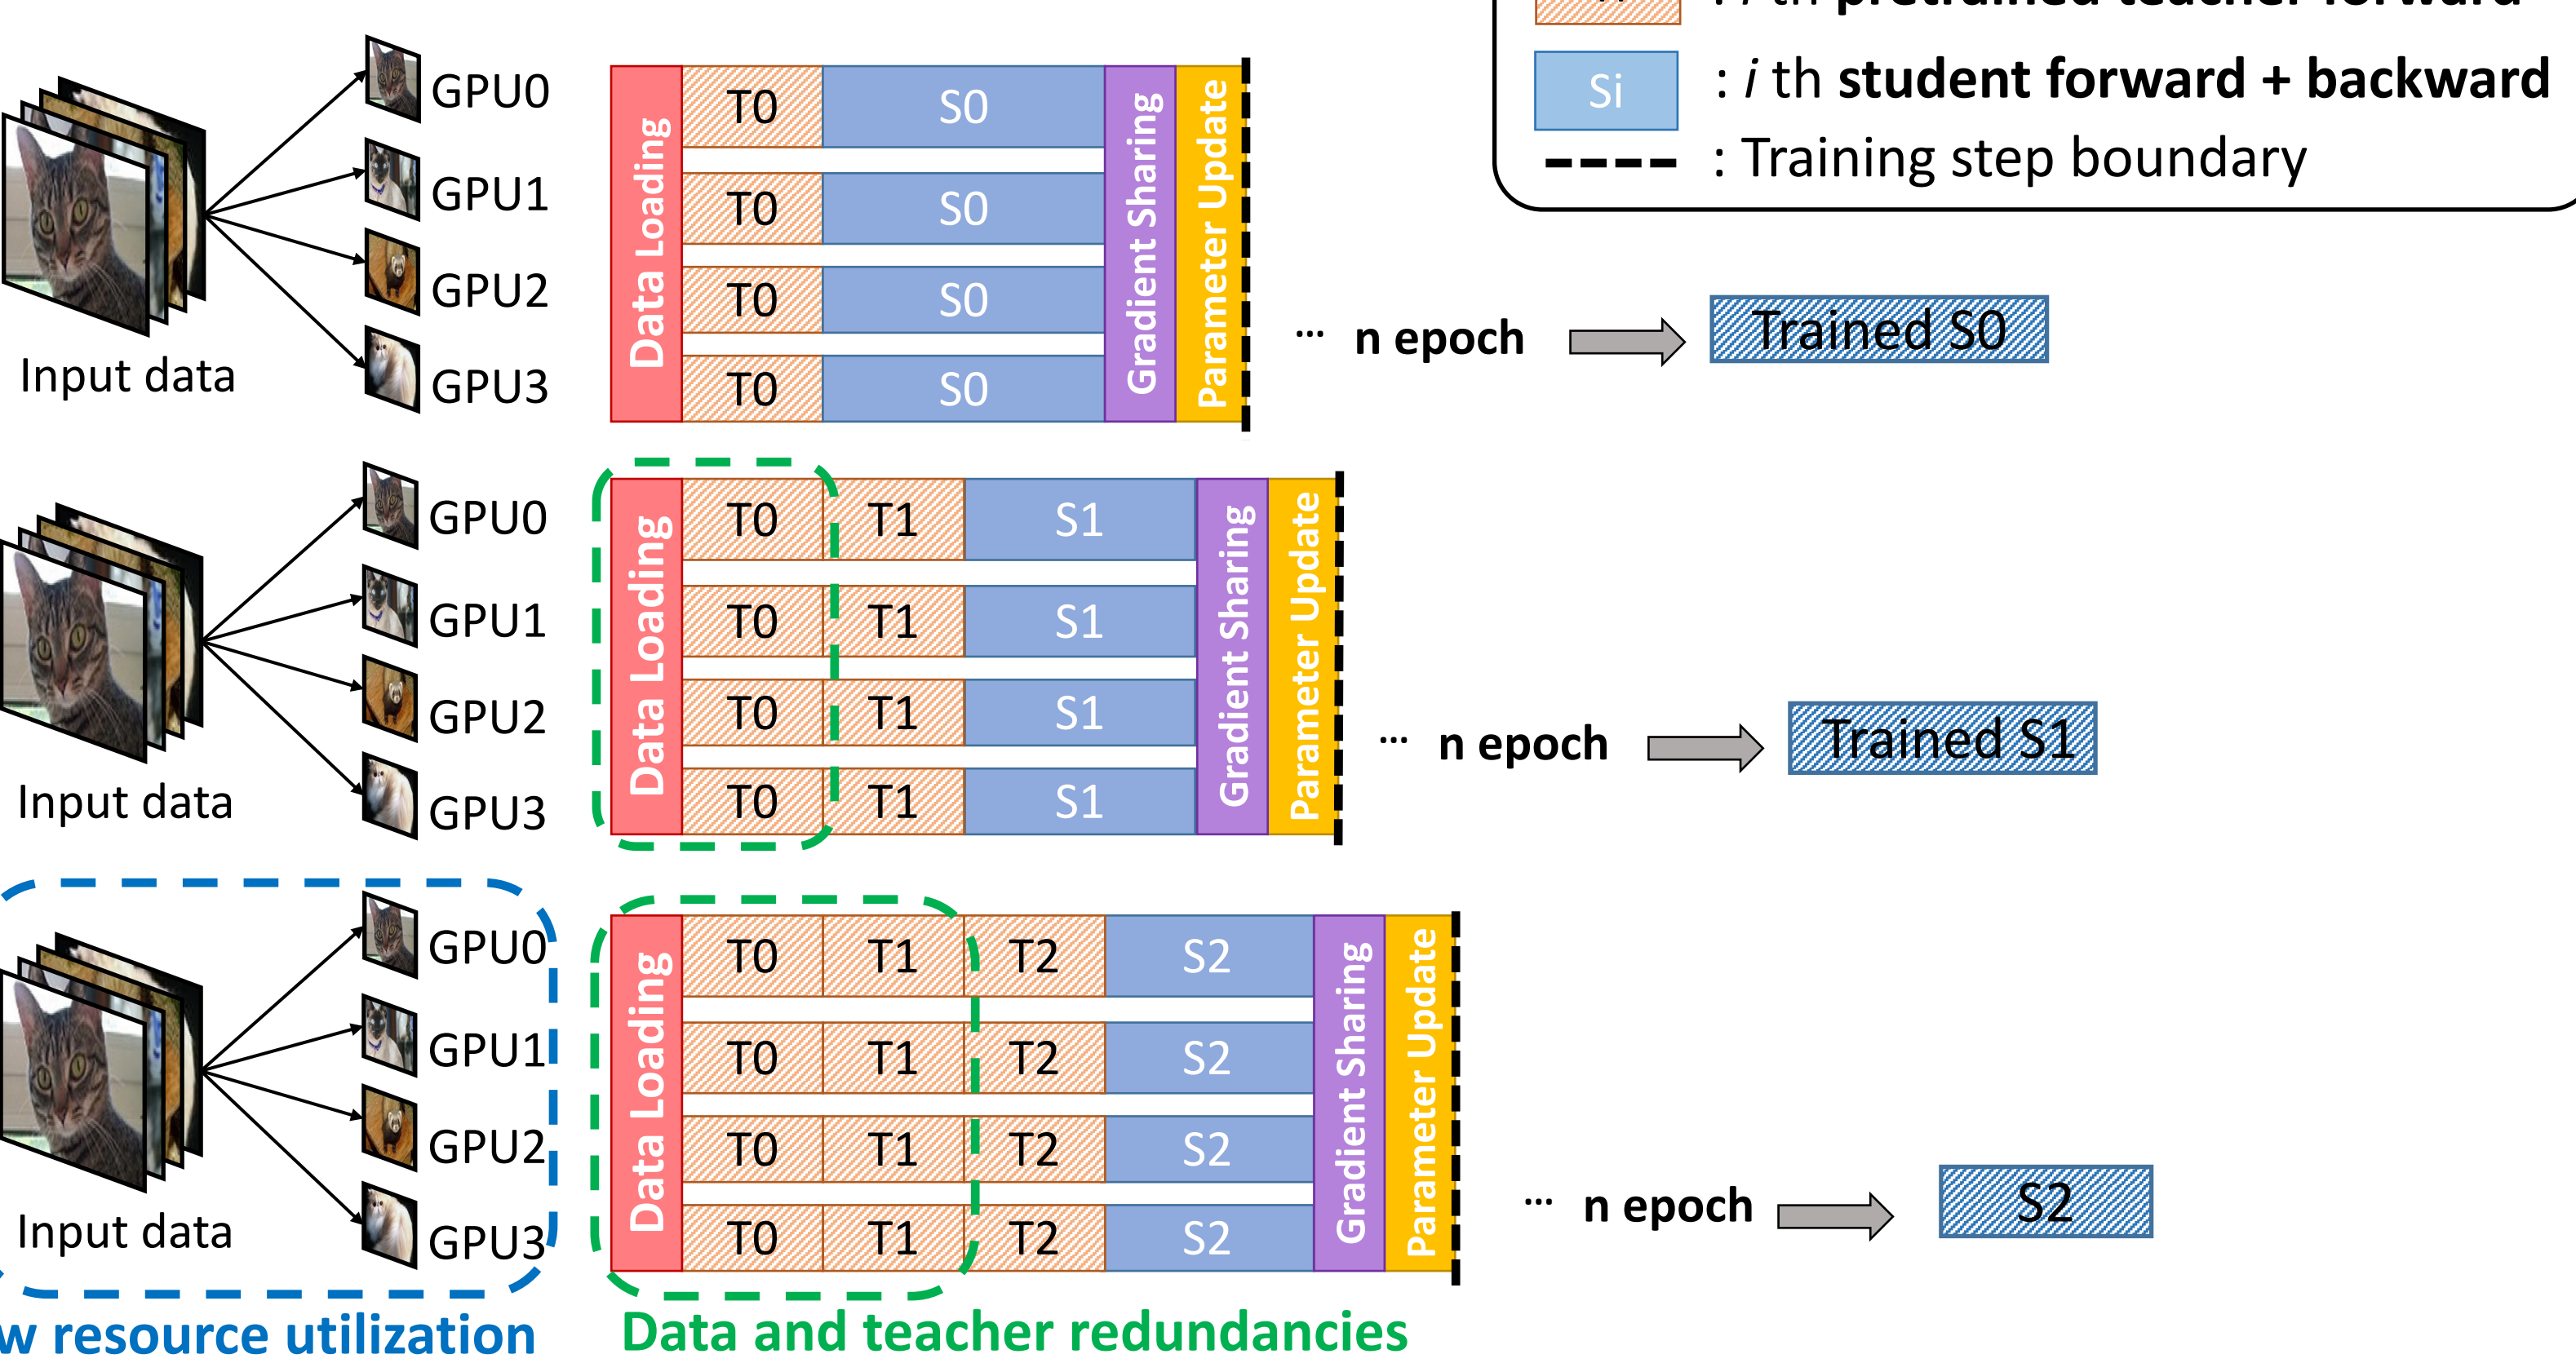 : i th pretrained teacher forward
Si : i th student forward + backward
: Training step boundary
GPU0
GPU1
GPU2
GPU3
Input data
Data Loading
T0 S0
T0 S0
T0 S0
T0 S0
Gradient Sharing
Parameter Update
... n epoch
Trained S0
GPU0
GPU1
GPU2
GPU3
Input data
Data Loading
T0 T1 S1
T0 T1 S1
T0 T1 S1
T0 T1 S1
Gradient Sharing
Parameter Update
... n epoch
Trained S1
GPU0
GPU1
GPU2
GPU3
Input data
Data Loading
T0 T1 T2 S2
T0 T1 T2 S2
T0 T1 T2 S2
T0 T1 T2 S2
Gradient Sharing
Parameter Update
... n epoch
S2
w resource utilization
Data and teacher redundancies